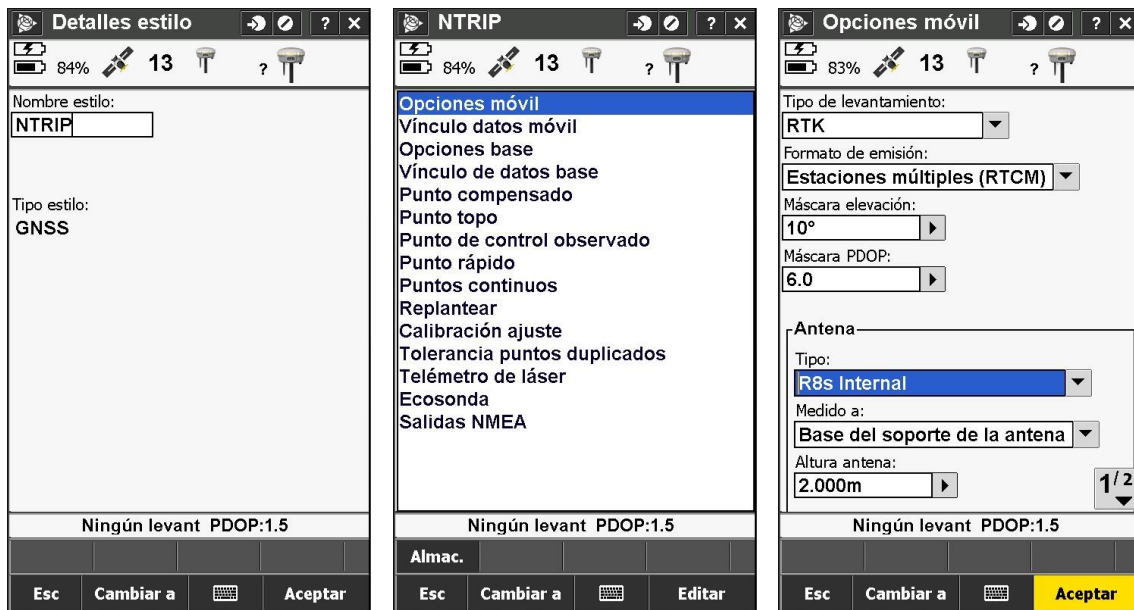 Detalles estilo
? ×
84% 13 ?
Nombre estilo:
NTRIP
Tipo estilo:
GNSS
Ningún levant PDOP:1.5
Esc Cambiar a Aceptar
NTRIP
? ×
84% 13 ?
Opciones móvil
Vínculo datos móvil
Opciones base
Vínculo de datos base
Punto compensado
Punto topo
Punto de control observado
Punto rápido
Puntos continuos
Replantear
Calibración ajuste
Tolerancia puntos duplicados
Telémetro de láser
Ecosonda
Salidas NMEA
Ningún levant PDOP:1.5
Almac.
Esc Cambiar a Editar
Opciones móvil
? ×
83% 13 ?
Tipo de levantamiento:
RTK
Formato de emisión:
Estaciones múltiples (RTCM)
Máscara elevación:
10°
Máscara PDOP:
6.0
Antena
Tipo:
R8s Internal
Medido a:
Base del soporte de la antena
Altura antena:
2.000m
1/2
Ningún levant PDOP:1.5
Esc Cambiar a Aceptar